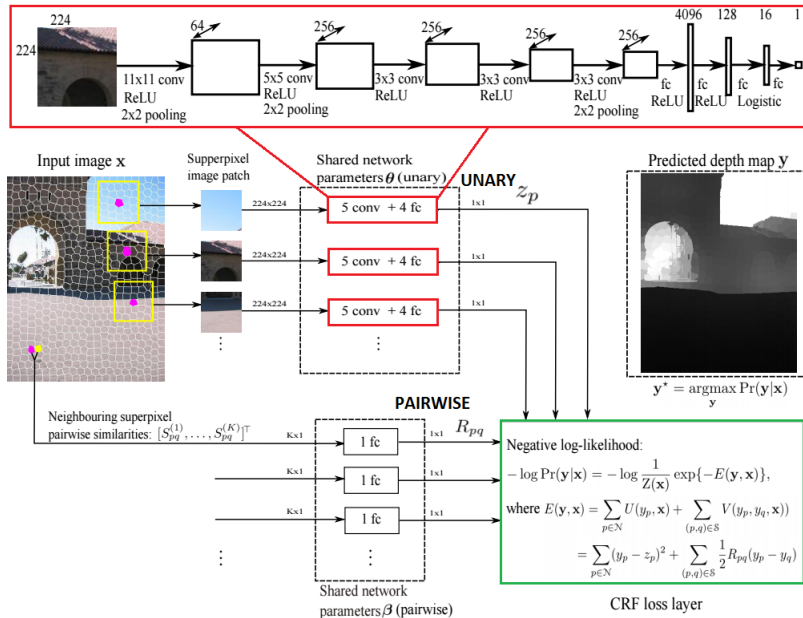 224
224
64
256
256
256
256
4096
128
16
1
11x11 conv
ReLU
2x2 pooling
5x5 conv
ReLU
2x2 pooling
3x3 conv
ReLU
3x3 conv
ReLU
3x3 conv
ReLU
2x2 pooling
fc
ReLU
fc
ReLU
fc
Logistic
fc
Input image x
Supperpixel
image patch
Shared network
parameters θ (unary)
UNARY
Predicted depth map y
224x224
5 conv + 4 fc
1x1
z_p
224x224
5 conv + 4 fc
1x1
224x224
5 conv + 4 fc
1x1
y⋆ = argmax Pr(y|x)
y
PAIRWISE
Neighbouring superpixel
pairwise similarities: [S_pq^(1), . . . , S_pq^(K)]^⊤
Kx1
1 fc
1x1
R_pq
Kx1
1 fc
1x1
Kx1
1 fc
1x1
Shared network
parameters β (pairwise)
Negative log-likelihood:
− log Pr(y|x) = − log 1/Z(x) exp{−E(y, x)},
where E(y, x) = ∑_{p∈N} U(y_p, x) + ∑_{(p,q)∈S} V(y_p, y_q, x))
= ∑_{p∈N} (y_p − z_p)^2 + ∑_{(p,q)∈S} 1/2 R_pq(y_p − y_q)
CRF loss layer